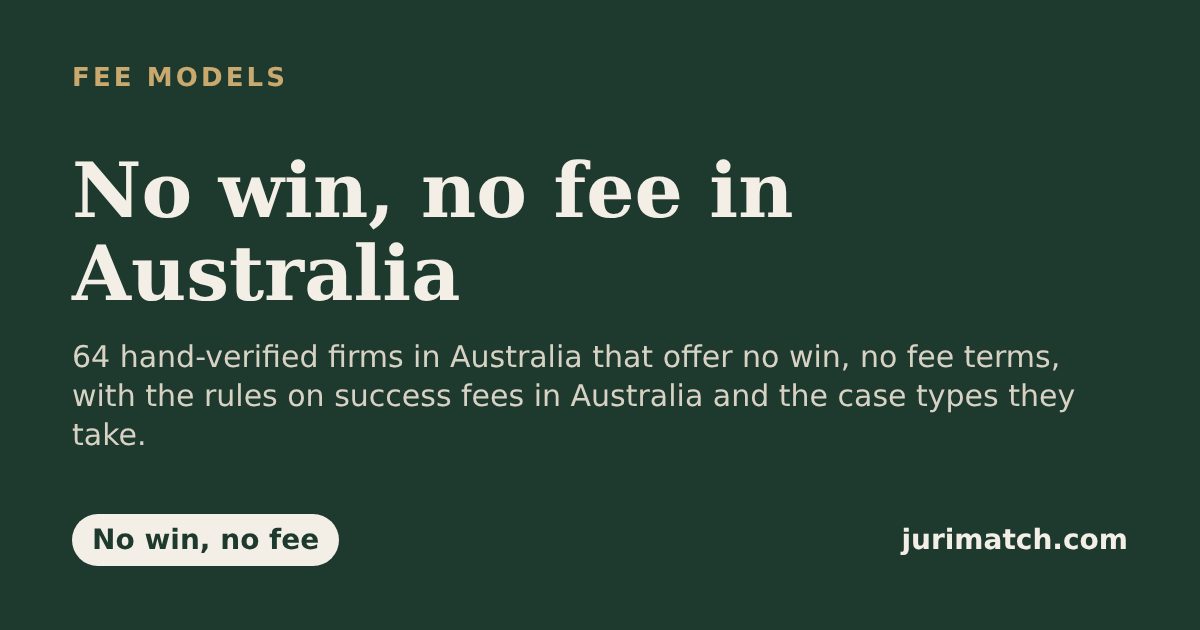 FEE MODELS
No win, no fee in
Australia
64 hand-verified firms in Australia that offer no win, no fee terms,
with the rules on success fees in Australia and the case types they
take.
No win, no fee
jurimatch.com